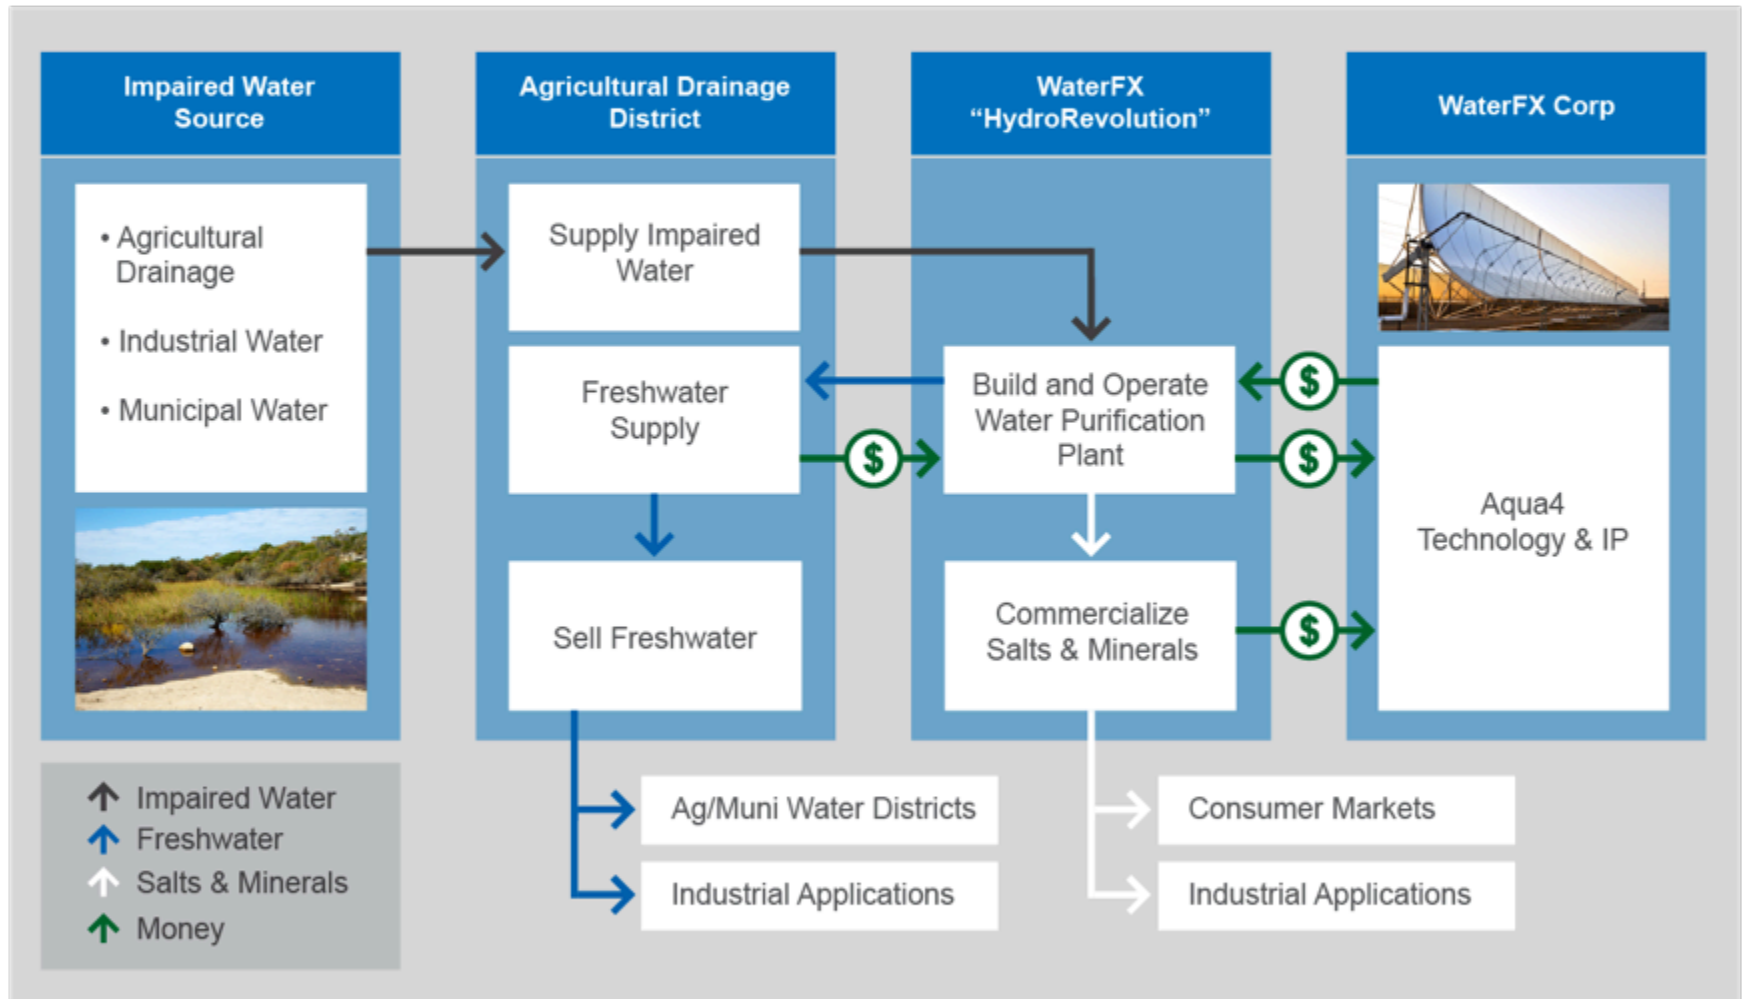 Impaired Water
Source
Agricultural Drainage
District
WaterFX
“HydroRevolution”
WaterFX Corp
• Agricultural
Drainage
• Industrial Water
• Municipal Water
Supply Impaired
Water
Freshwater
Supply
$
Build and Operate
Water Purification
Plant
$
$
Aqua4
Technology & IP
Sell Freshwater
Commercialize
Salts & Minerals
$
Impaired Water
Freshwater
Salts & Minerals
Money
Ag/Muni Water Districts
Industrial Applications
Consumer Markets
Industrial Applications